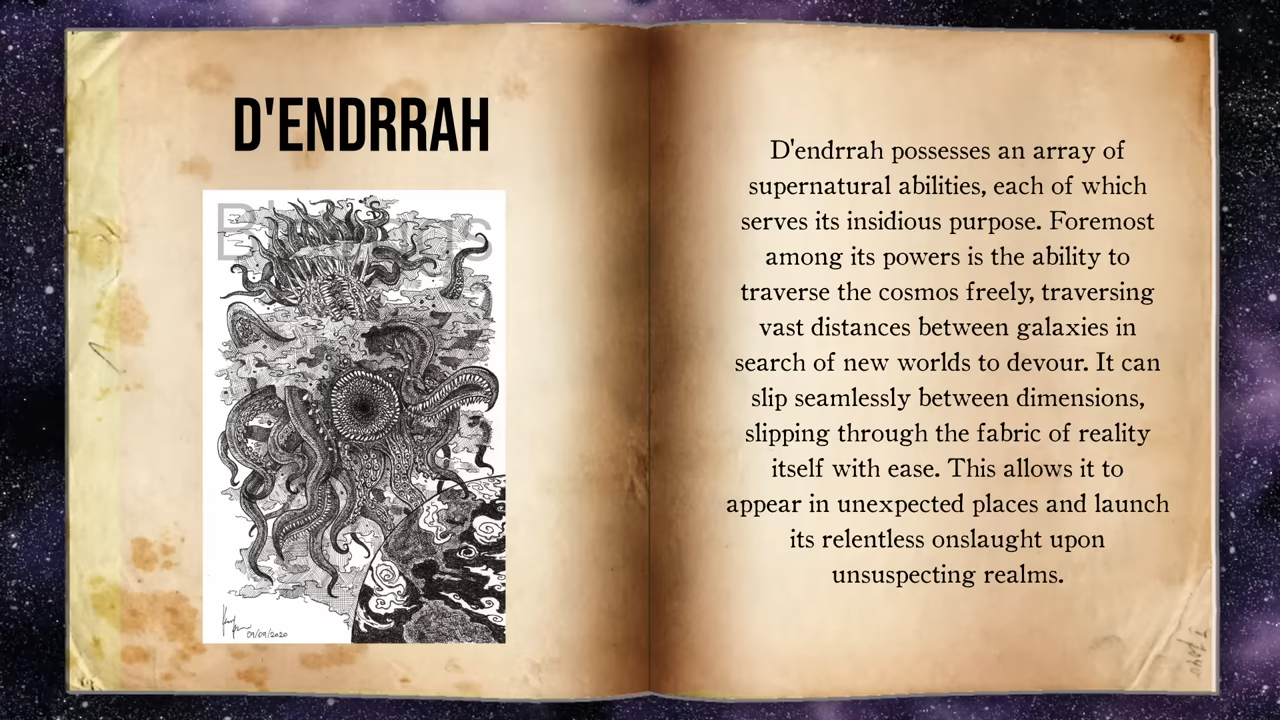 D'ENDRRAH
09/09/2020
D'endrrah possesses an array of
supernatural abilities, each of which
serves its insidious purpose. Foremost
among its powers is the ability to
traverse the cosmos freely, traversing
vast distances between galaxies in
search of new worlds to devour. It can
slip seamlessly between dimensions,
slipping through the fabric of reality
itself with ease. This allows it to
appear in unexpected places and launch
its relentless onslaught upon
unsuspecting realms.